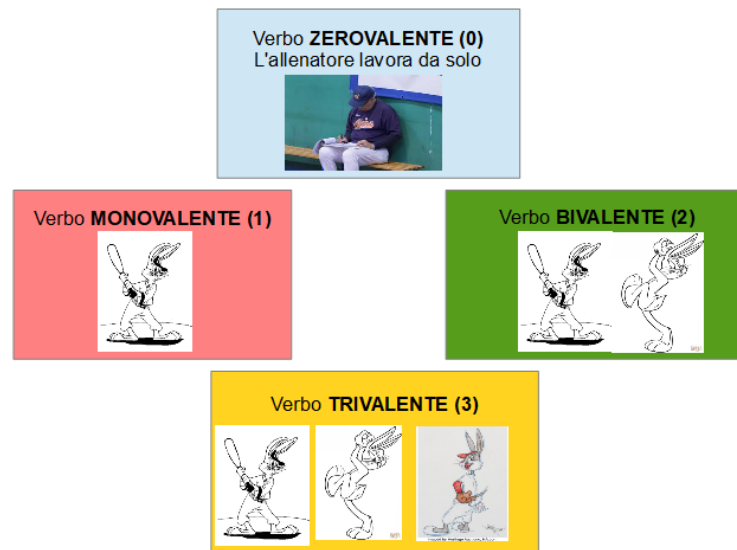 Verbo ZEROVALENTE (0)
L'allenatore lavora da solo
Verbo MONOVALENTE (1)
Verbo BIVALENTE (2)
Verbo TRIVALENTE (3)